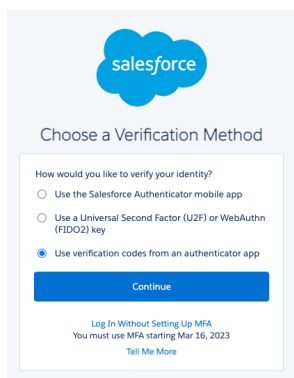 salesforce
Choose a Verification Method
How would you like to verify your identity?
Use the Salesforce Authenticator mobile app
Use a Universal Second Factor (U2F) or WebAuthn
(FIDO2) key
Use verification codes from an authenticator app
Continue
Log In Without Setting Up MFA
You must use MFA starting Mar 16, 2023
Tell Me More